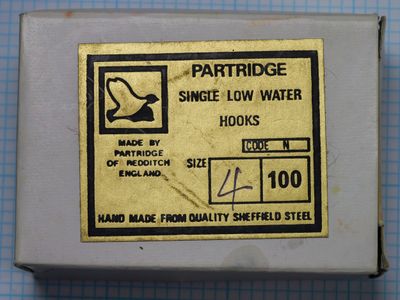 PARTRIDGE
SINGLE LOW WATER
HOOKS
CODE N
MADE BY
PARTRIDGE
OF REDDITCH
ENGLAND
SIZE 4 100
HAND MADE FROM QUALITY SHEFFIELD STEEL